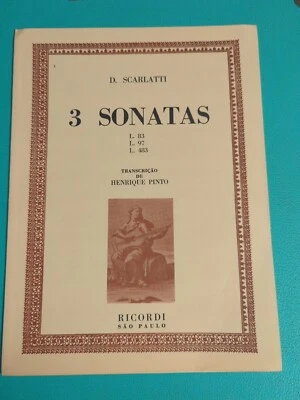 D. SCARLATTI
3 SONATAS
L. 83
L. 97
L. 483
TRANSCRIÇÃO
DE
HENRIQUE PINTO
RICORDI
SÃO PAULO